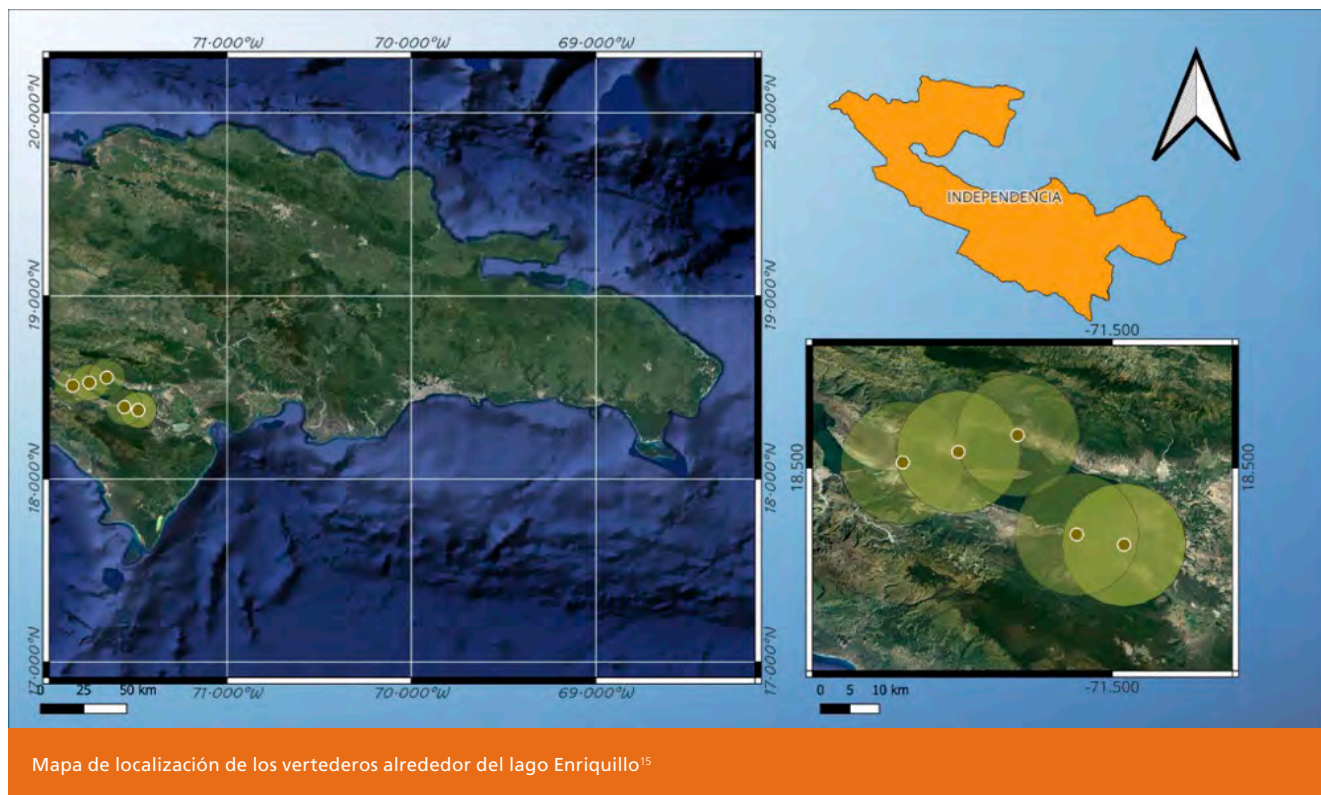 71·000°W 70·000°W 69·000°W
20·000°N 20·000°N
19·000°N 19·000°N
18·000°N 18·000°N
17·000°N 17·000°N
71·000°W 70·000°W 69·000°W
0 25 50 km
INDEPENDENCIA
-71.500
18.500 18.500
-71.500
0 5 10 km
Mapa de localización de los vertederos alrededor del lago Enriquillo¹⁵